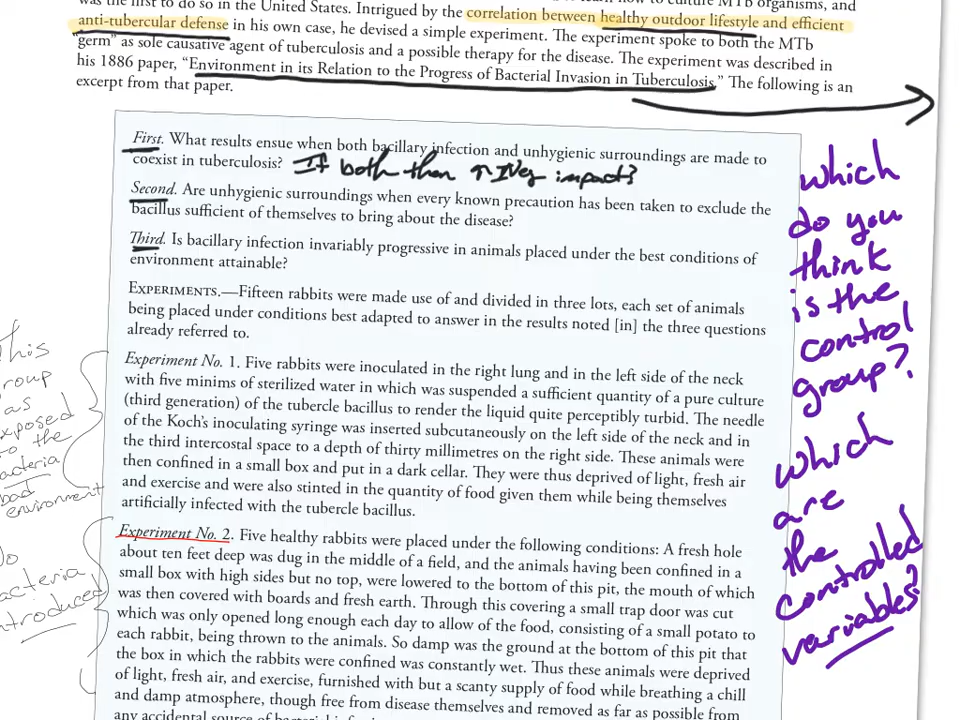 was the first to do so in the United States. Intrigued by the correlation between healthy outdoor lifestyle and efficient
anti-tubercular defense in his own case, he devised a simple experiment. The experiment spoke to both the MTb
"germ" as sole causative agent of tuberculosis and a possible therapy for the disease. The experiment was described in
his 1886 paper, "Environment in its Relation to the Progress of Bacterial Invasion in Tuberculosis." The following is an
excerpt from that paper.
First. What results ensue when both bacillary infection and unhygienic surroundings are made to
coexist in tuberculosis? If both then ↑ Neg impact?
Second. Are unhygienic surroundings when every known precaution has been taken to exclude the
bacillus sufficient of themselves to bring about the disease?
Third. Is bacillary infection invariably progressive in animals placed under the best conditions of
environment attainable?
EXPERIMENTS.—Fifteen rabbits were made use of and divided in three lots, each set of animals
being placed under conditions best adapted to answer in the results noted [in] the three questions
already referred to.
Experiment No. 1. Five rabbits were inoculated in the right lung and in the left side of the neck
with five minims of sterilized water in which was suspended a sufficient quantity of a pure culture
(third generation) of the tubercle bacillus to render the liquid quite perceptibly turbid. The needle
of the Koch's inoculating syringe was inserted subcutaneously on the left side of the neck and in
the third intercostal space to a depth of thirty millimetres on the right side. These animals were
then confined in a small box and put in a dark cellar. They were thus deprived of light, fresh air
and exercise and were also stinted in the quantity of food given them while being themselves
artificially infected with the tubercle bacillus.
Experiment No. 2. Five healthy rabbits were placed under the following conditions: A fresh hole
about ten feet deep was dug in the middle of a field, and the animals having been confined in a
small box with high sides but no top, were lowered to the bottom of this pit, the mouth of which
was then covered with boards and fresh earth. Through this covering a small trap door was cut
which was only opened long enough each day to allow of the food, consisting of a small potato to
each rabbit, being thrown to the animals. So damp was the ground at the bottom of this pit that
the box in which the rabbits were confined was constantly wet. Thus these animals were deprived
of light, fresh air, and exercise, furnished with but a scanty supply of food while breathing a chill
and damp atmosphere, though free from disease themselves and removed as far as possible from
any accidental source of
which
do you
think
is the
control
group?
which
are
the
controlled
variables?
This
roup
as
xposed
to the
acteria
bad
environment
acteria
ntroduced